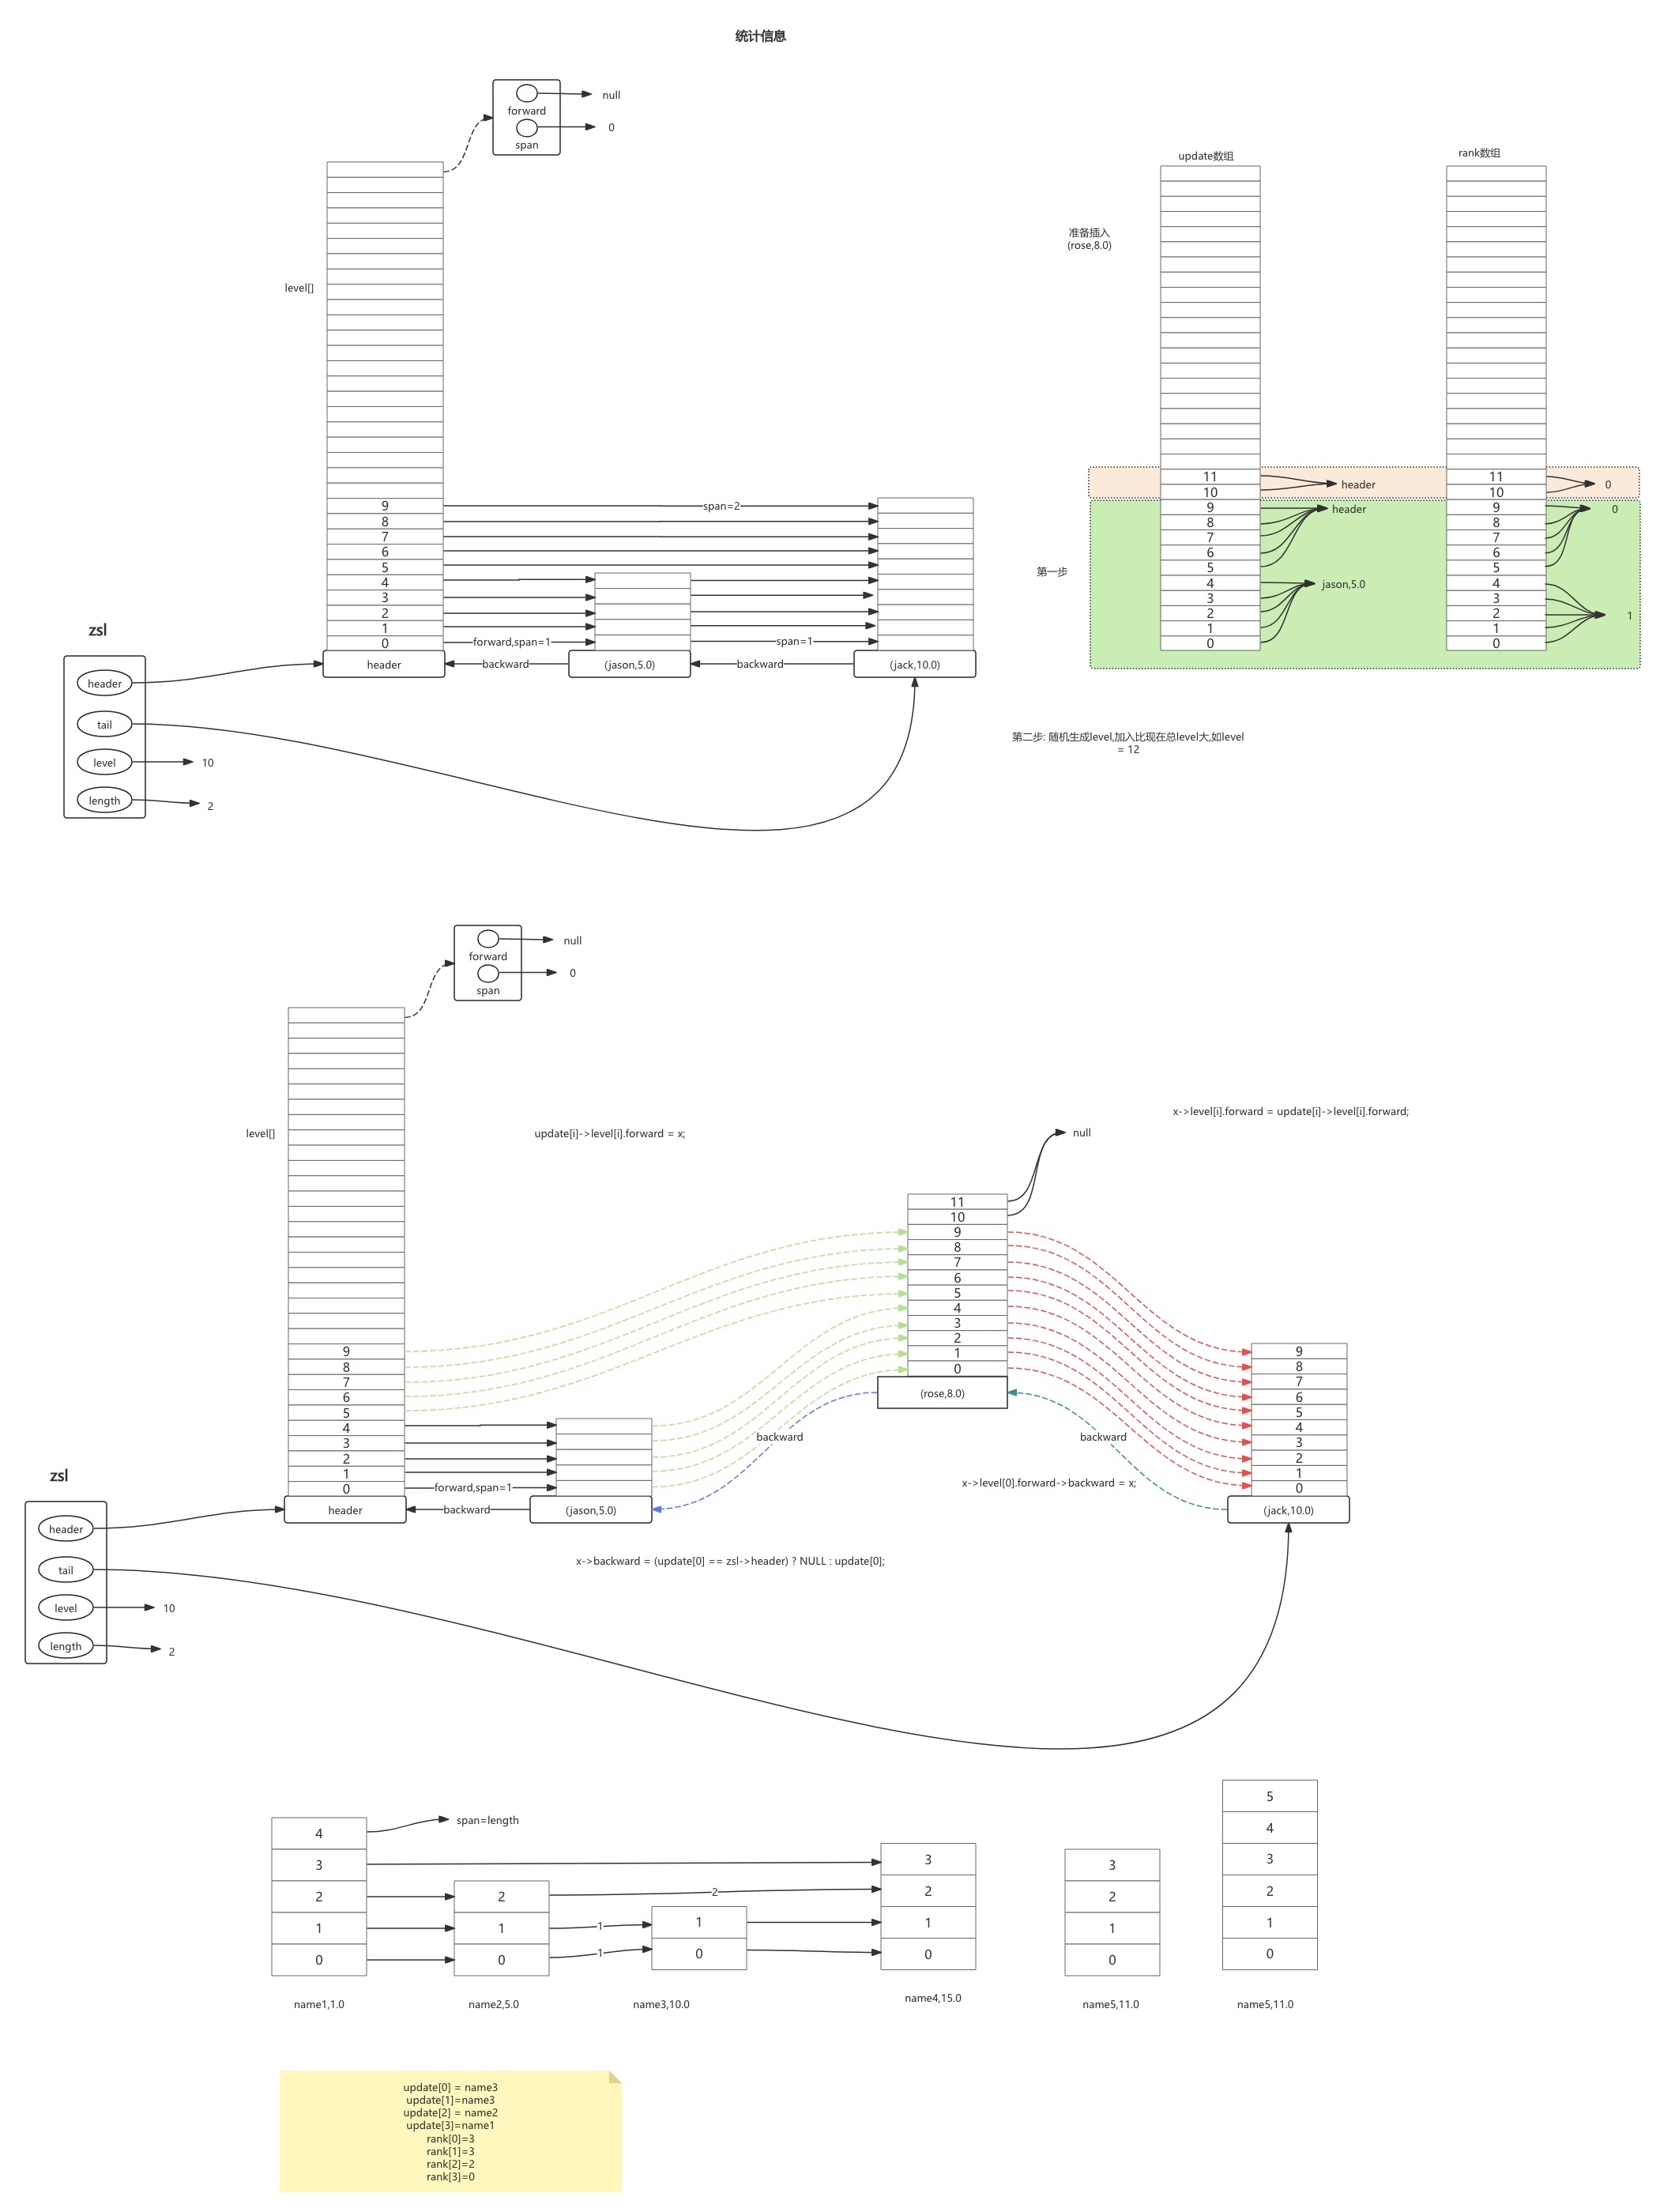 统计信息
null
forward
0
span
update数组
rank数组
准备插入
(rose,8.0)
level[]
11
10
9
8
7
6
5
4
3
2
1
0
header
header
jason,5.0
11
10
9
8
7
6
5
4
3
2
1
0
0
0
1
第一步
9
8
7
6
5
4
3
2
1
0
span=2
forward,span=1
span=1
zsl
header
backward
(jason,5.0)
backward
(jack,10.0)
header
tail
level
10
length
2
第二步: 随机生成level,加入比现在总level大,如level
= 12
null
forward
0
span
x->level[i].forward = update[i]->level[i].forward;
level[]
update[i]->level[i].forward = x;
null
11
10
9
8
7
6
5
4
3
2
1
0
(rose,8.0)
9
8
7
6
5
4
3
2
1
0
9
8
7
6
5
4
3
2
1
0
backward
backward
x->level[0].forward->backward = x;
forward,span=1
zsl
header
backward
(jason,5.0)
(jack,10.0)
header
tail
level
10
length
2
x->backward = (update[0] == zsl->header) ? NULL : update[0];
4
3
2
1
0
span=length
2
1
0
2
1
1
1
0
3
2
1
0
3
2
1
0
5
4
3
2
1
0
name1,1.0
name2,5.0
name3,10.0
name4,15.0
name5,11.0
name5,11.0
update[0] = name3
update[1]=name3
update[2] = name2
update[3]=name1
rank[0]=3
rank[1]=3
rank[2]=2
rank[3]=0